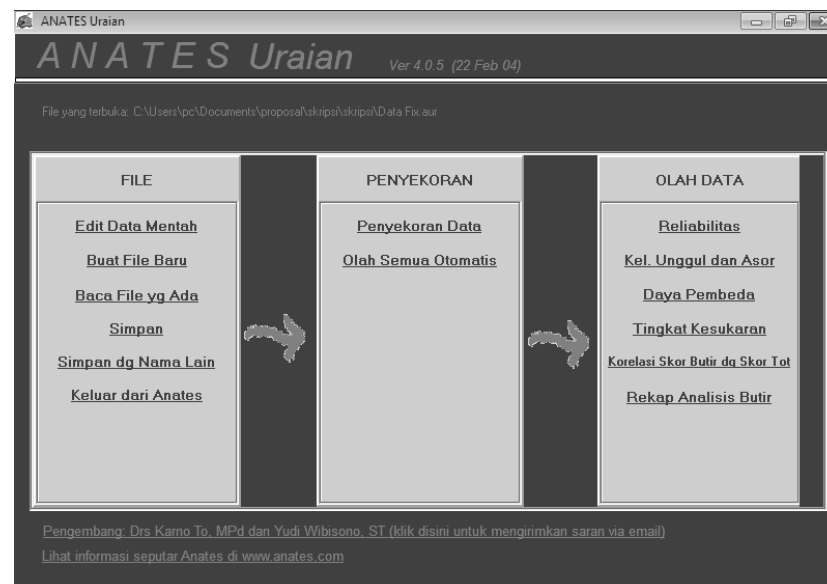 ANATES Uraian
ANATES Uraian Ver 4.0.5 (22 Feb 04)
File yang terbuka: C:\Users\pc\Documents\proposal\skripsi\skripsi\Data Fix.aur
FILE
Edit Data Mentah
Buat File Baru
Baca File yg Ada
Simpan
Simpan dg Nama Lain
Keluar dari Anates
PENYEKORAN
Penyekoran Data
Olah Semua Otomatis
OLAH DATA
Reliabilitas
Kel. Unggul dan Asor
Daya Pembeda
Tingkat Kesukaran
Korelasi Skor Butir dg Skor Tot
Rekap Analisis Butir
Pengembang: Drs Karno To, MPd dan Yudi Wibisono, ST (klik disini untuk mengirimkan saran via email)
Lihat informasi seputar Anates di www.anates.com